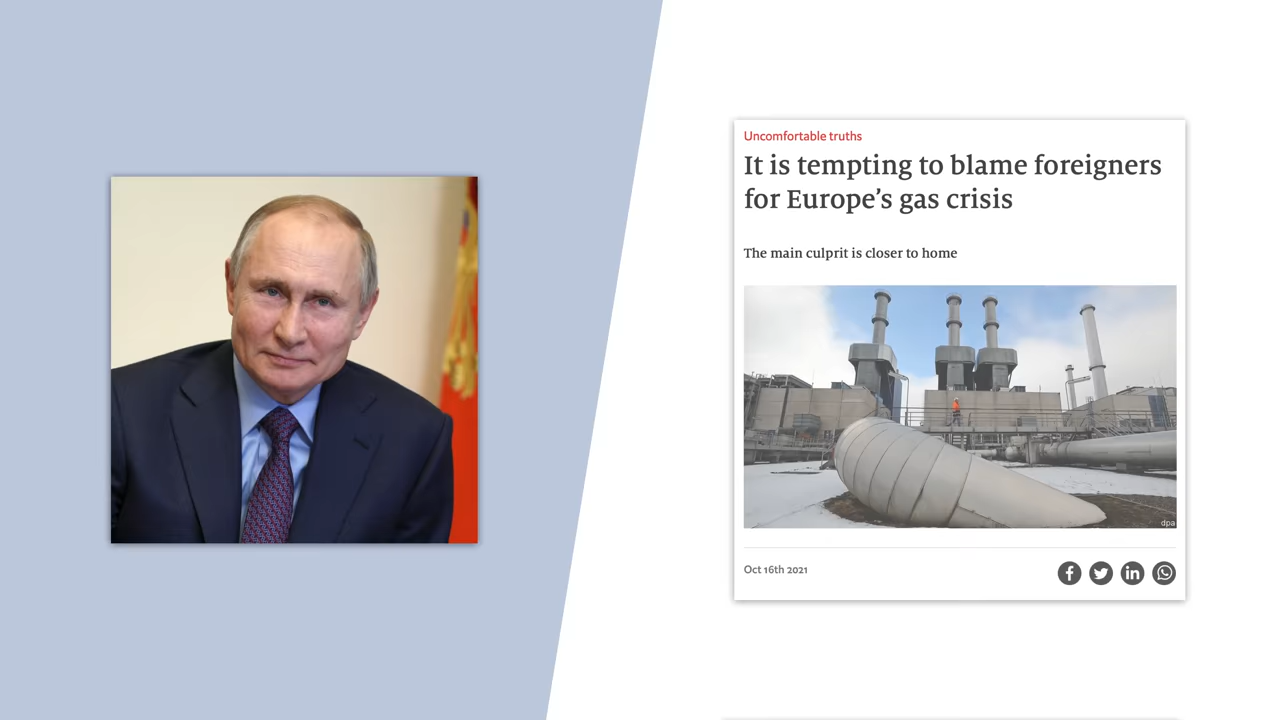 Uncomfortable truths
It is tempting to blame foreigners
for Europe’s gas crisis
The main culprit is closer to home
dpa
Oct 16th 2021